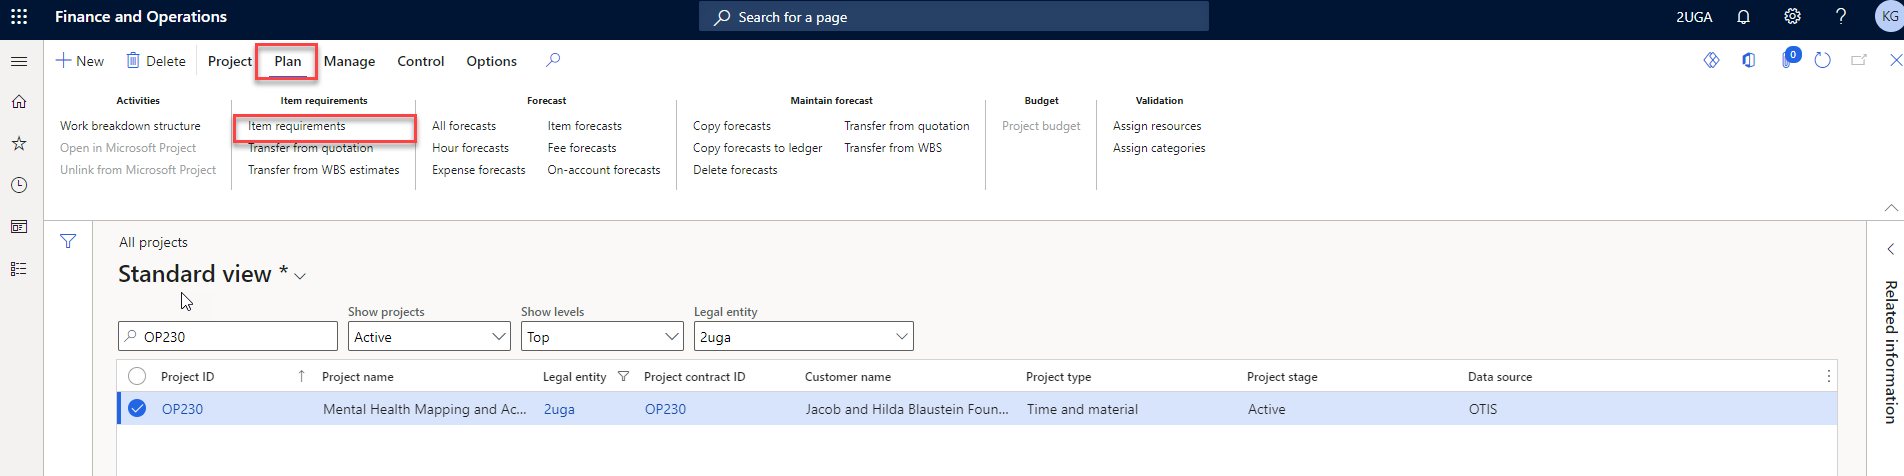 Finance and Operations
Search for a page
2UGA
KG
New Delete Project Plan Manage Control Options
0
Activities
Work breakdown structure
Open in Microsoft Project
Unlink from Microsoft Project
Item requirements
Item requirements
Transfer from quotation
Transfer from WBS estimates
Forecast
All forecasts Item forecasts
Hour forecasts Fee forecasts
Expense forecasts On-account forecasts
Maintain forecast
Copy forecasts Transfer from quotation
Copy forecasts to ledger Transfer from WBS
Delete forecasts
Budget
Project budget
Validation
Assign resources
Assign categories
All projects
Standard view *
Show projects Show levels Legal entity
OP230 Active Top 2uga
Project ID Project name Legal entity Project contract ID Customer name Project type Project stage Data source
OP230 Mental Health Mapping and Ac... 2uga OP230 Jacob and Hilda Blaustein Foun... Time and material Active OTIS
Related information